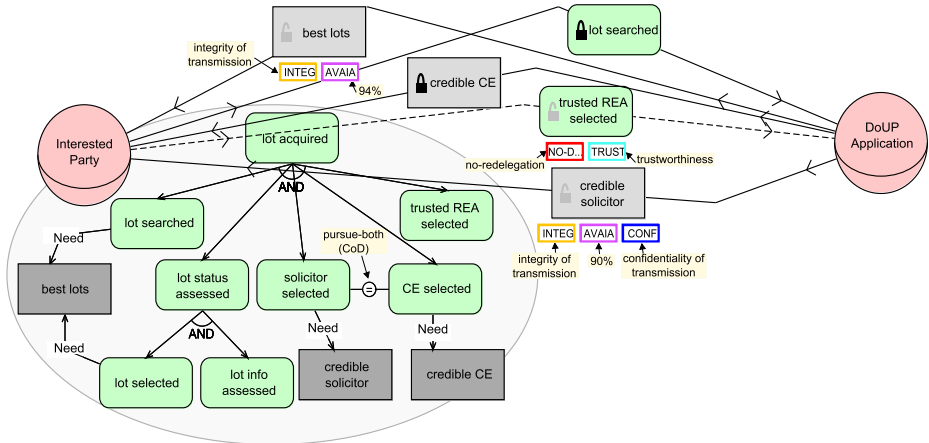 best lots
lot searched
integrity of
transmission
INTEG
AVAIA
94%
credible CE
trusted REA
selected
Interested
Party
DoUP
Application
lot acquired
NO-D...
TRUST
no-redelegation
trustworthiness
AND
credible
solicitor
trusted REA
selected
lot searched
INTEG
AVAIA
CONF
Need
pursue-both
(CoD)
integrity of
transmission
90%
confidentiality of
transmission
best lots
lot status
assessed
solicitor
selected
=
CE selected
AND
Need
Need
Need
lot selected
lot info
assessed
credible
solicitor
credible CE